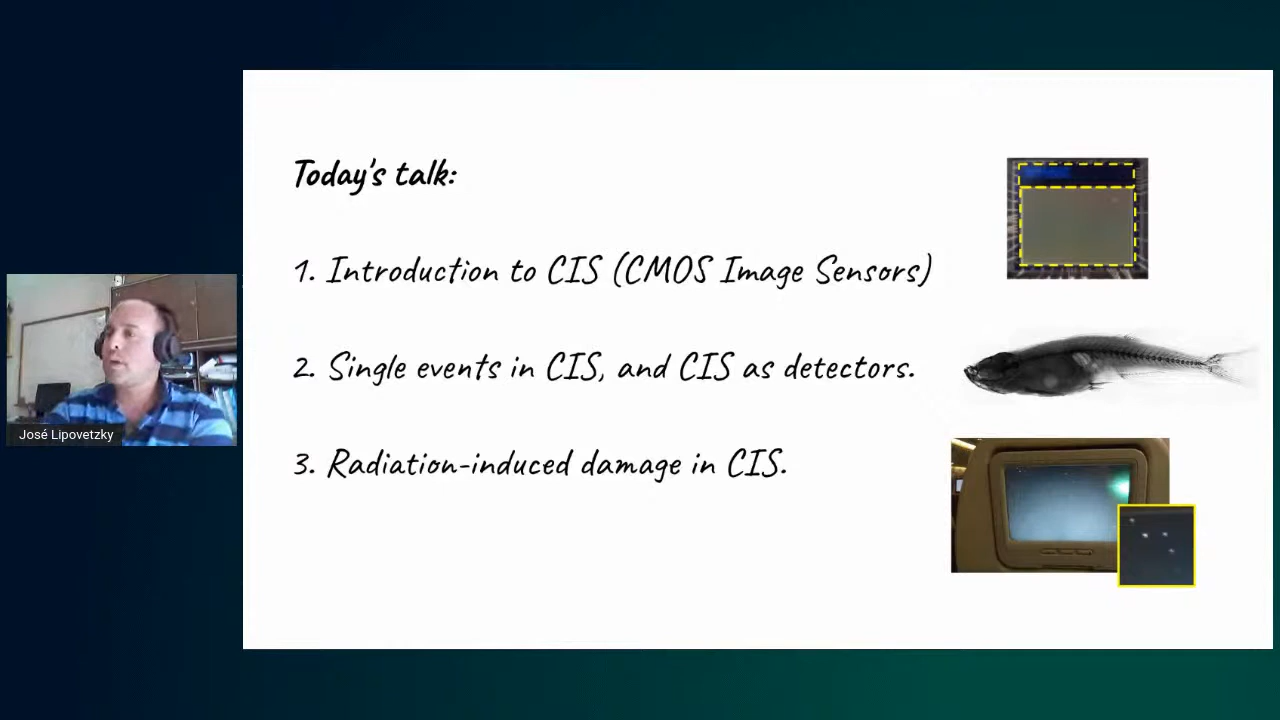 Today's talk:
1. Introduction to CIS (CMOS Image Sensors)
2. Single events in CIS, and CIS as detectors.
3. Radiation-induced damage in CIS.
José Lipovetzky